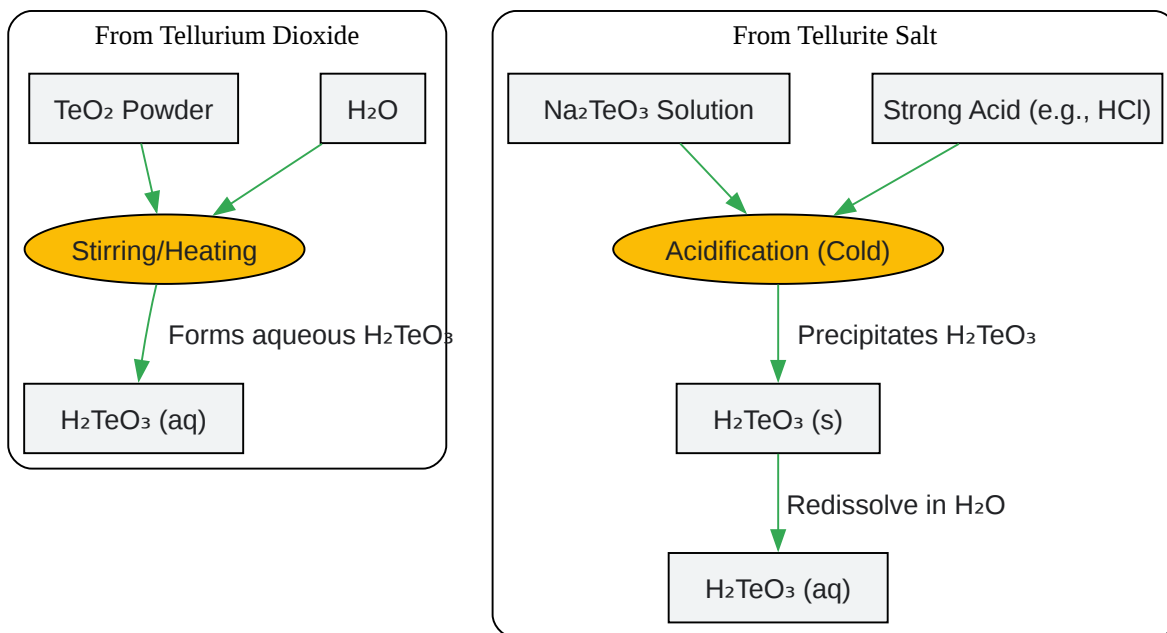 From Tellurium Dioxide
TeO₂ Powder
H₂O
Stirring/Heating
Forms aqueous H₂TeO₃
H₂TeO₃ (aq)
From Tellurite Salt
Na₂TeO₃ Solution
Strong Acid (e.g., HCl)
Acidification (Cold)
Precipitates H₂TeO₃
H₂TeO₃ (s)
Redissolve in H₂O
H₂TeO₃ (aq)